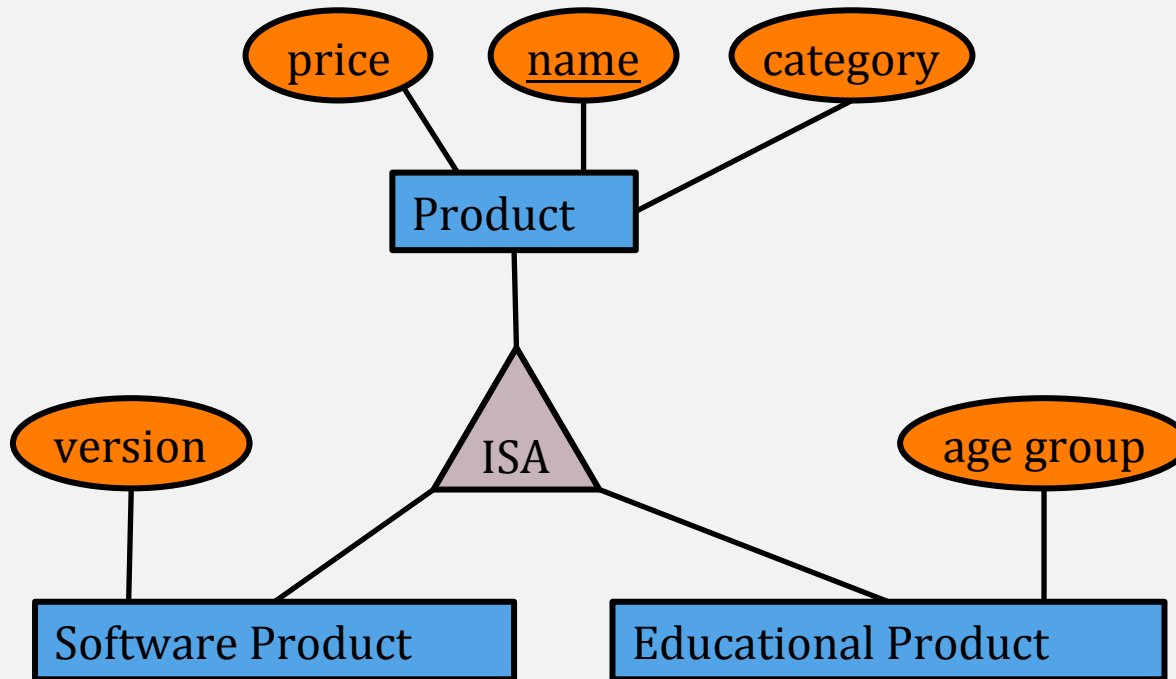 price
name
category
Product
version
ISA
age group
Software Product
Educational Product